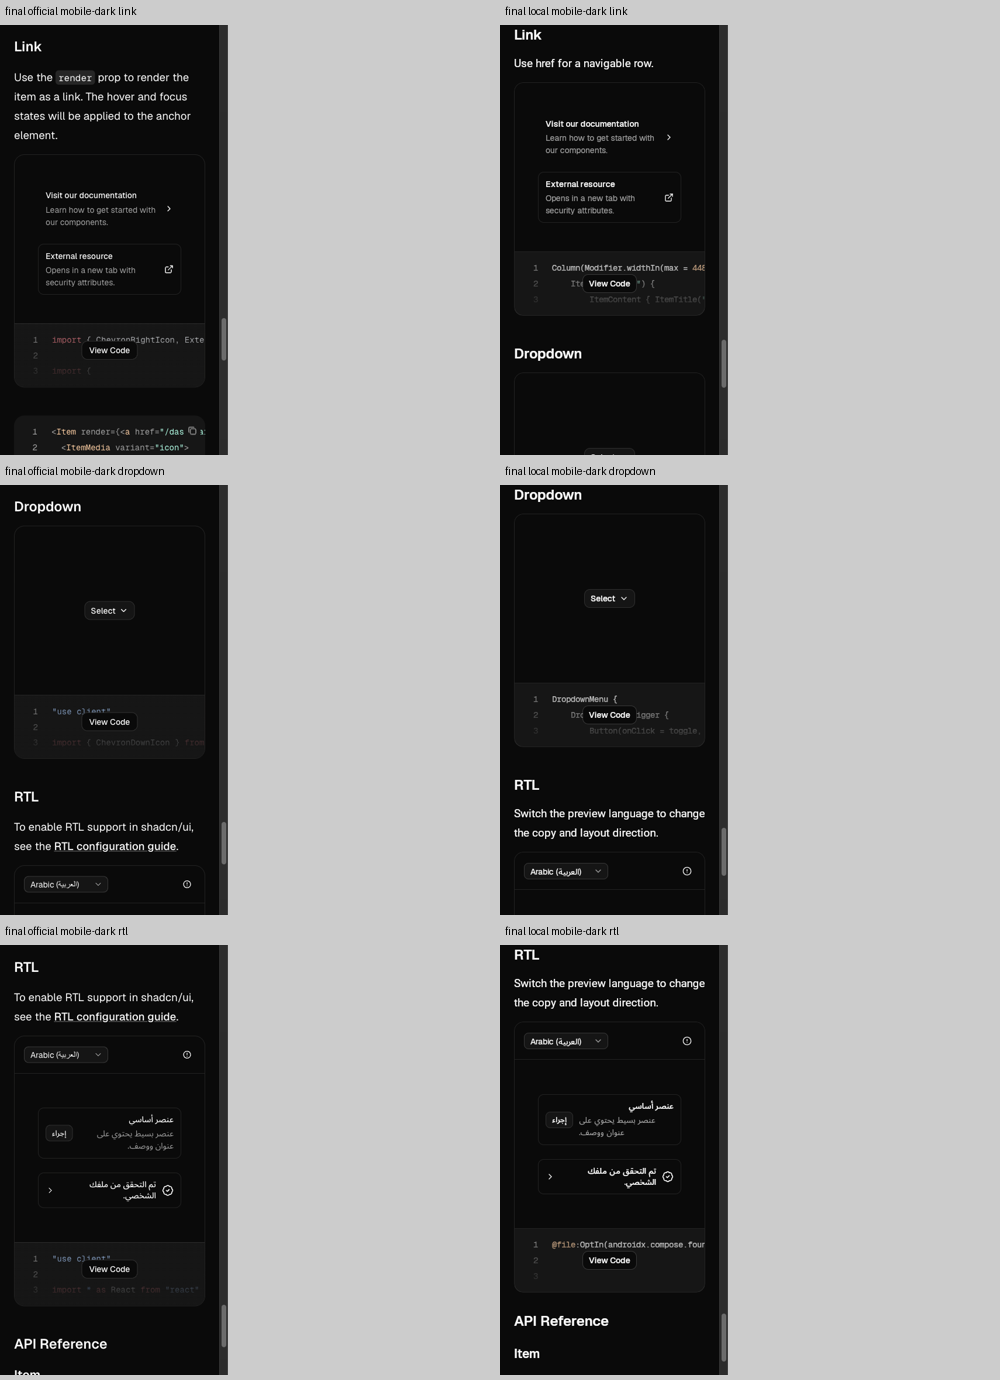 final official mobile-dark link
Link
Use the render prop to render the
item as a link. The hover and focus
states will be applied to the anchor
element.
Visit our documentation
Learn how to get started with
our components.
External resource
Opens in a new tab with
security attributes.
1 import { ChevronRightIcon, Exte
2
View Code
3 import {
1 <Item render={<a href="/das
2 <ItemMedia variant="icon">
final local mobile-dark link
Link
Use href for a navigable row.
Visit our documentation
Learn how to get started with
our components.
External resource
Opens in a new tab with
security attributes.
1 Column(Modifier.widthIn(max = 448
2 Ite ") {
View Code
3 ItemContent { ItemTitle("
Dropdown
final official mobile-dark dropdown
Dropdown
Select
1 "use client"
2
View Code
3 import { ChevronDownIcon } from
RTL
To enable RTL support in shadcn/ui,
see the RTL configuration guide.
Arabic (العربية)
final local mobile-dark dropdown
Dropdown
Select
1 DropdownMenu {
2 Dro igger {
View Code
3 Button(onClick = toggle,
RTL
Switch the preview language to change
the copy and layout direction.
Arabic (العربية)
final official mobile-dark rtl
RTL
To enable RTL support in shadcn/ui,
see the RTL configuration guide.
Arabic (العربية)
عنصر أساسي
عنصر بسيط يحتوي على
عنوان ووصف.
إجراء
تم التحقق من ملفك
الشخصي.
1 "use client"
2
View Code
3 import * as React from "react"
API Reference
Item
final local mobile-dark rtl
RTL
Switch the preview language to change
the copy and layout direction.
Arabic (العربية)
عنصر أساسي
عنصر بسيط يحتوي على
عنوان ووصف.
إجراء
تم التحقق من ملفك
الشخصي.
1 @file:OptIn(androidx.compose.foun
2
View Code
3
API Reference
Item